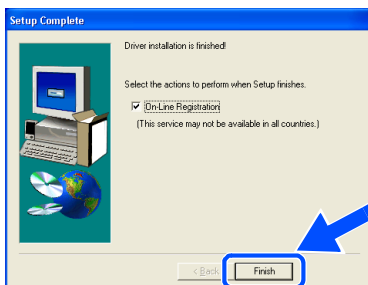 Setup Complete
Driver installation is finished!
Select the actions to perform when Setup finishes.
On-Line Registration
(This service may not be available in all countries.)
< Back
Finish